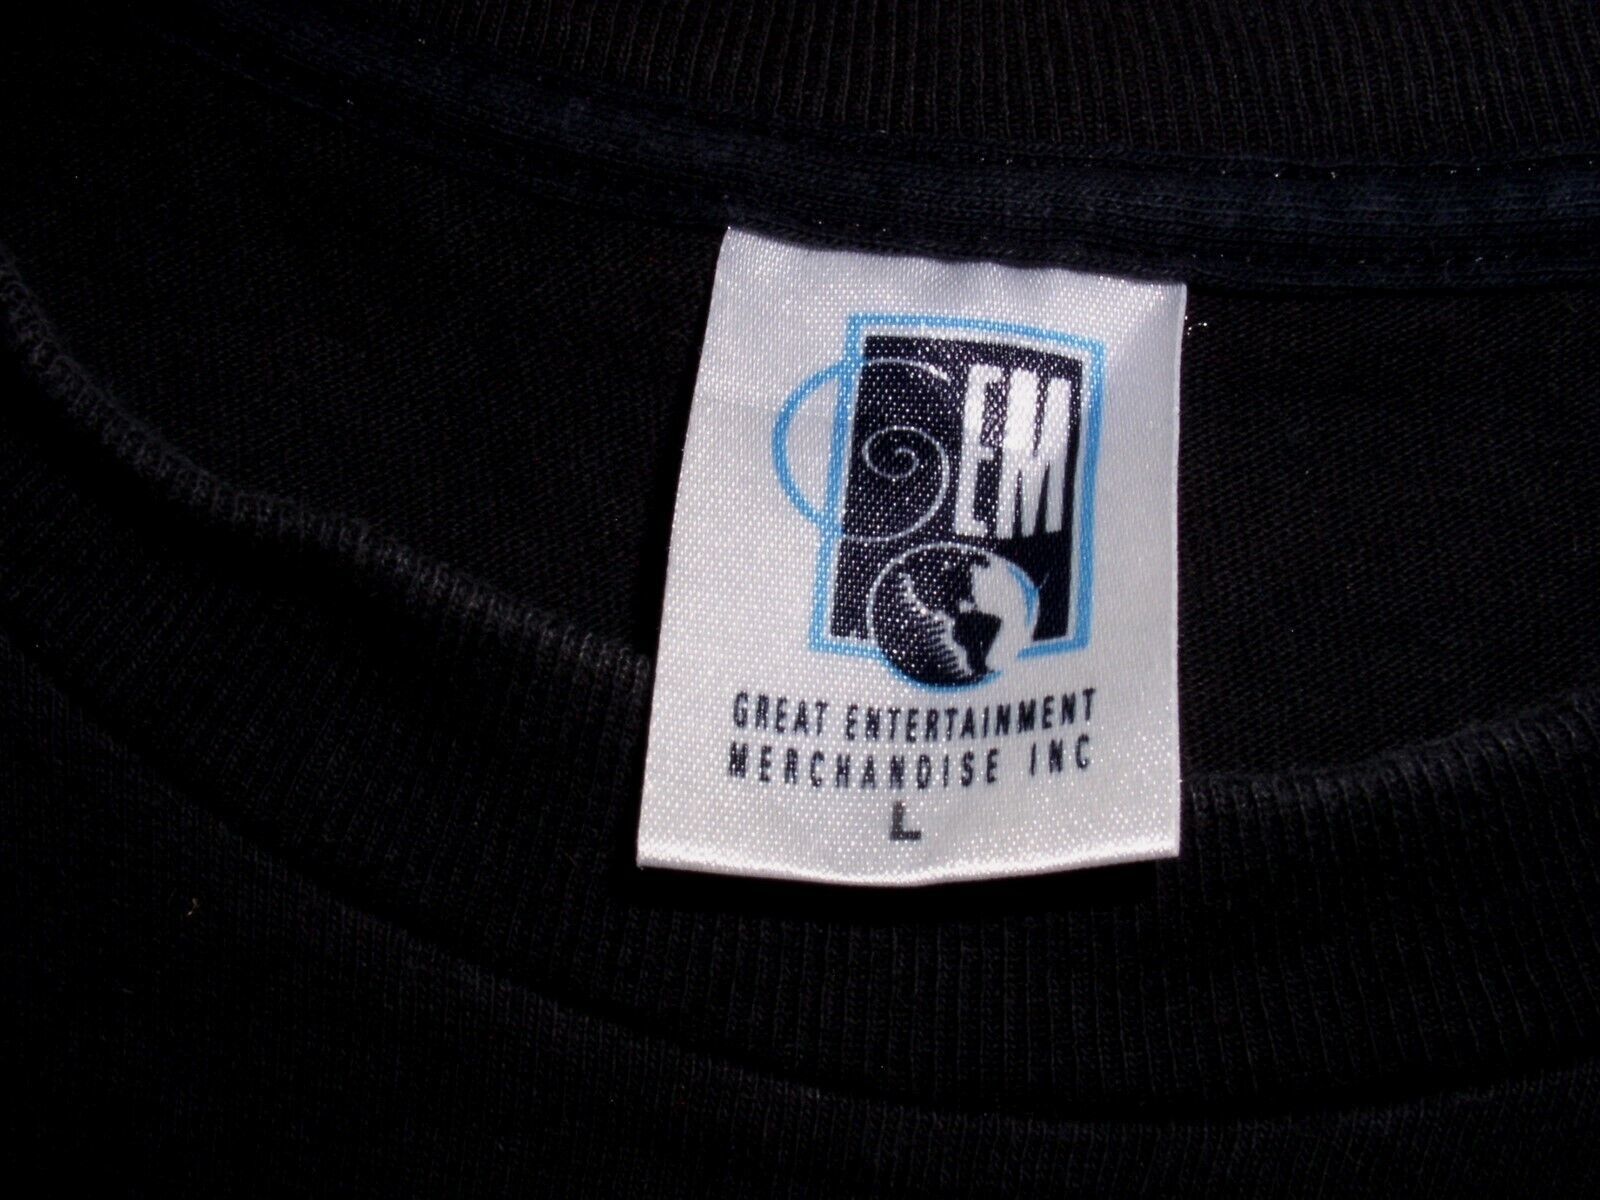 GEM
GREAT ENTERTAINMENT
MERCHANDISE INC
L